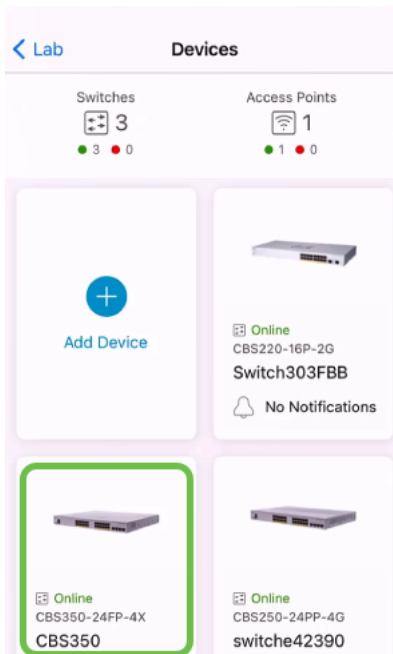 Lab
Devices
Switches
3
3 0
Access Points
1
1 0
Add Device
Online
CBS220-16P-2G
Switch303FBB
No Notifications
Online
CBS350-24FP-4X
CBS350
Online
CBS250-24PP-4G
switche42390